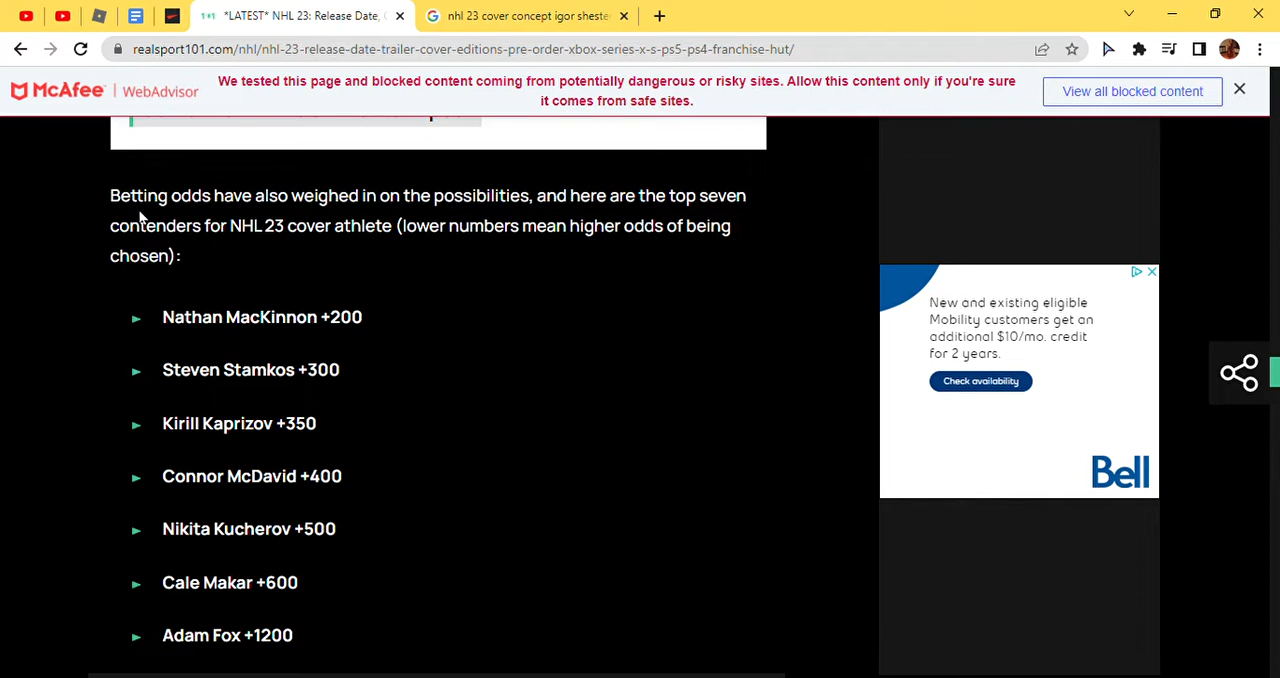 *LATEST* NHL 23: Release Date,
nhl 23 cover concept igor sheste
realsport101.com/nhl/nhl-23-release-date-trailer-cover-editions-pre-order-xbox-series-x-s-ps5-ps4-franchise-hut/
McAfee | WebAdvisor
We tested this page and blocked content coming from potentially dangerous or risky sites. Allow this content only if you're sure
it comes from safe sites.
View all blocked content
Betting odds have also weighed in on the possibilities, and here are the top seven
contenders for NHL 23 cover athlete (lower numbers mean higher odds of being
chosen):
Nathan MacKinnon +200
Steven Stamkos +300
Kirill Kaprizov +350
Connor McDavid +400
Nikita Kucherov +500
Cale Makar +600
Adam Fox +1200
New and existing eligible
Mobility customers get an
additional $10/mo. credit
for 2 years.
Check availability
Bell